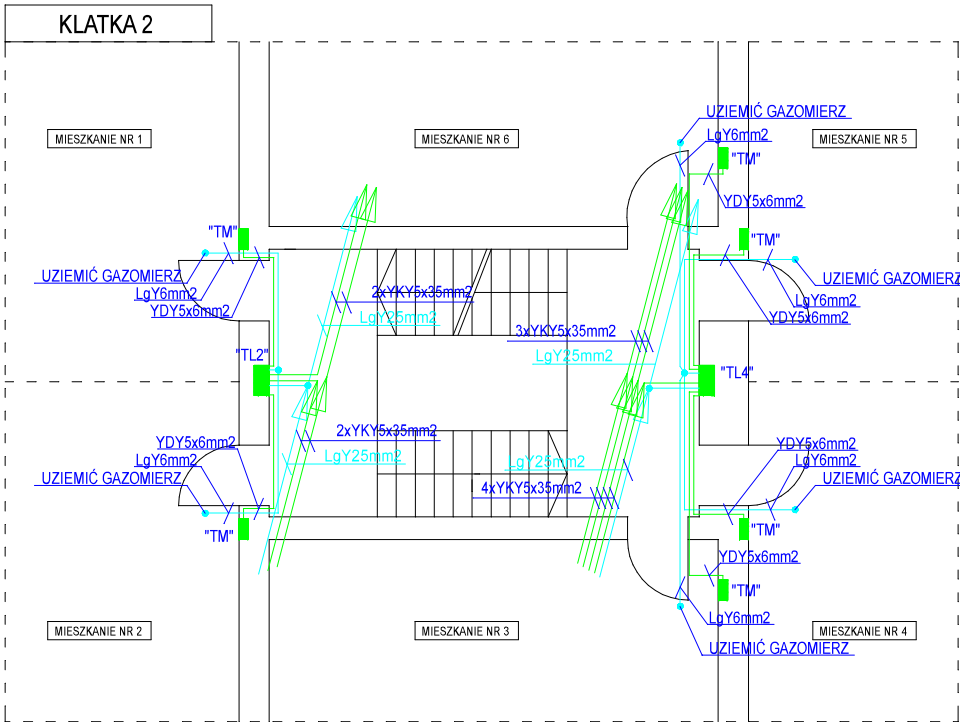 KLATKA 2
UZIEMIĆ GAZOMIERZ
LgY6mm2
MIESZKANIE NR 1
MIESZKANIE NR 6
MIESZKANIE NR 5
"TM"
YDY5x6mm2
"TM"
"TM"
UZIEMIĆ GAZOMIERZ
UZIEMIĆ GAZOMIERZ
LgY6mm2
2xYKY5x35mm2
LgY6mm2
YDY5x6mm2
LgY25mm2
YDY5x6mm2
3xYKY5x35mm2
"TL2"
LgY25mm2
"TL4"
2xYKY5x35mm2
YDY5x6mm2
YDY5x6mm2
LgY6mm2
LgY25mm2
LgY25mm2
LgY6mm2
UZIEMIĆ GAZOMIERZ
4xYKY5x35mm2
UZIEMIĆ GAZOMIERZ
"TM"
"TM"
YDY5x6mm2
"TM"
LgY6mm2
MIESZKANIE NR 2
MIESZKANIE NR 3
MIESZKANIE NR 4
UZIEMIĆ GAZOMIERZ